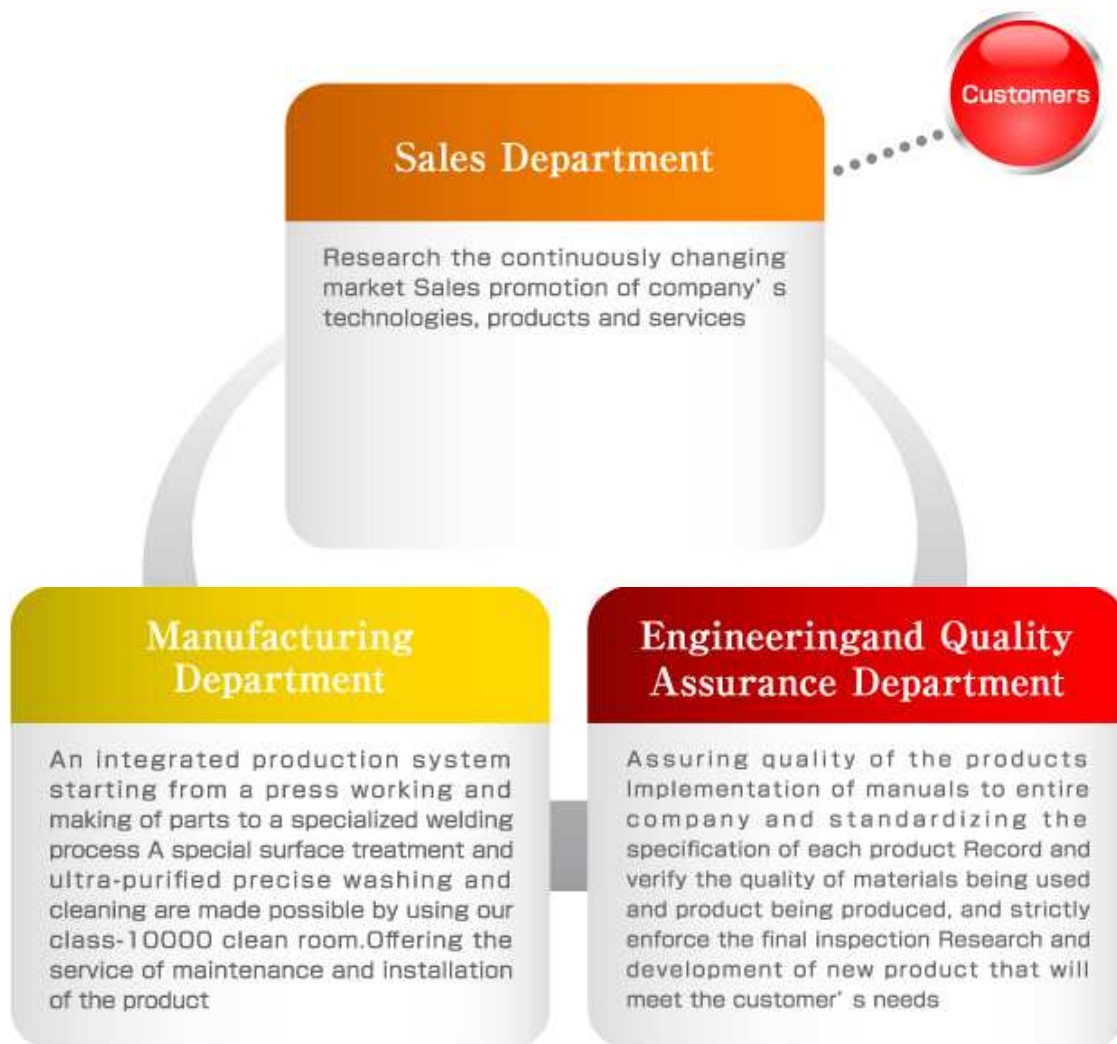 Customers
Sales Department
Research the continuously changing
market Sales promotion of company’ s
technologies, products and services
Manufacturing
Department
An integrated production system
starting from a press working and
making of parts to a specialized welding
process A special surface treatment and
ultra-purified precise washing and
cleaning are made possible by using our
class-10000 clean room.Offering the
service of maintenance and installation
of the product
Engineeringand Quality
Assurance Department
Assuring quality of the products
Implementation of manuals to entire
company and standardizing the
specification of each product Record and
verify the quality of materials being used
and product being produced, and strictly
enforce the final inspection Research and
development of new product that will
meet the customer’ s needs